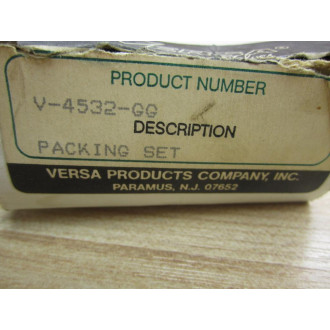 PRODUCT NUMBER
V-4532-GG
DESCRIPTION
PACKING SET
VERSA PRODUCTS COMPANY, INC.
PARAMUS, N.J. 07652